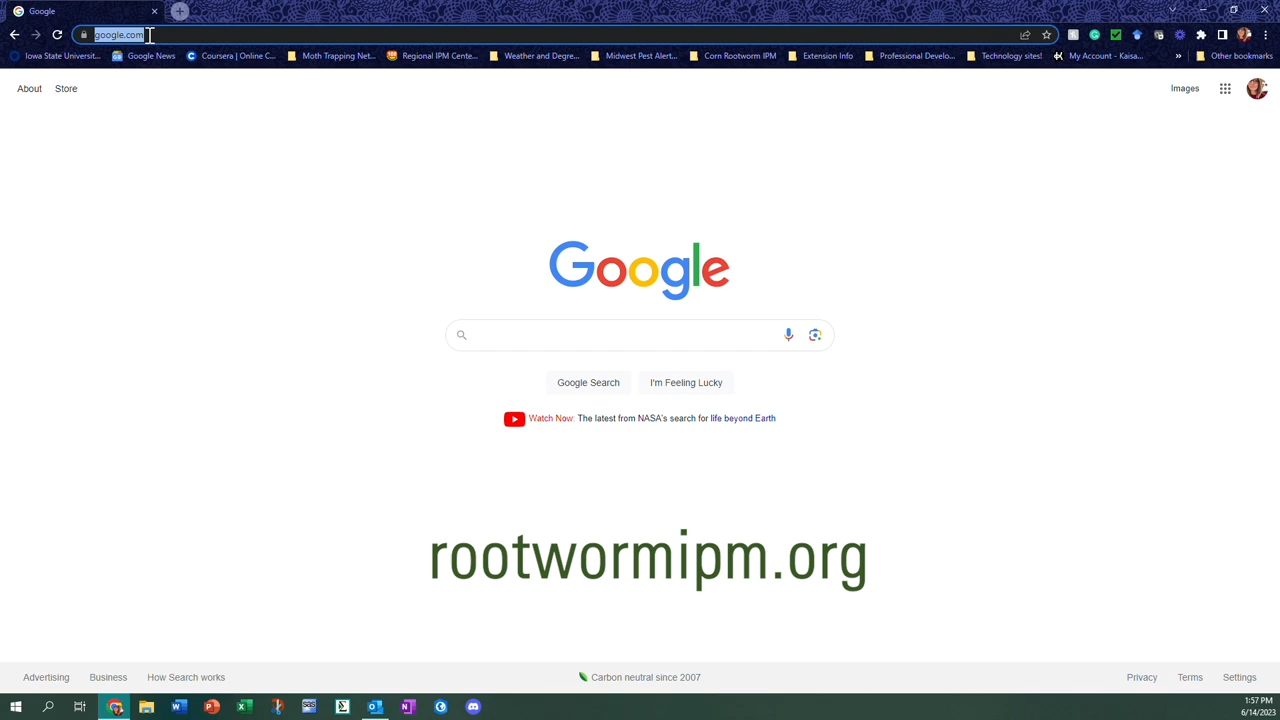 Google
google.com
Iowa State Universit...
Google News
Coursera | Online C...
Moth Trapping Net...
Regional IPM Cente...
Weather and Degre...
Midwest Pest Alert...
Corn Rootworm IPM
Extension Info
Professional Develo...
Technology sites!
My Account - Kaisa...
»
Other bookmarks
About
Store
Images
Google
Google Search
I'm Feeling Lucky
Watch Now: The latest from NASA's search for life beyond Earth
rootwormipm.org
Advertising
Business
How Search works
Carbon neutral since 2007
Privacy
Terms
Settings
1:57 PM
6/14/2023